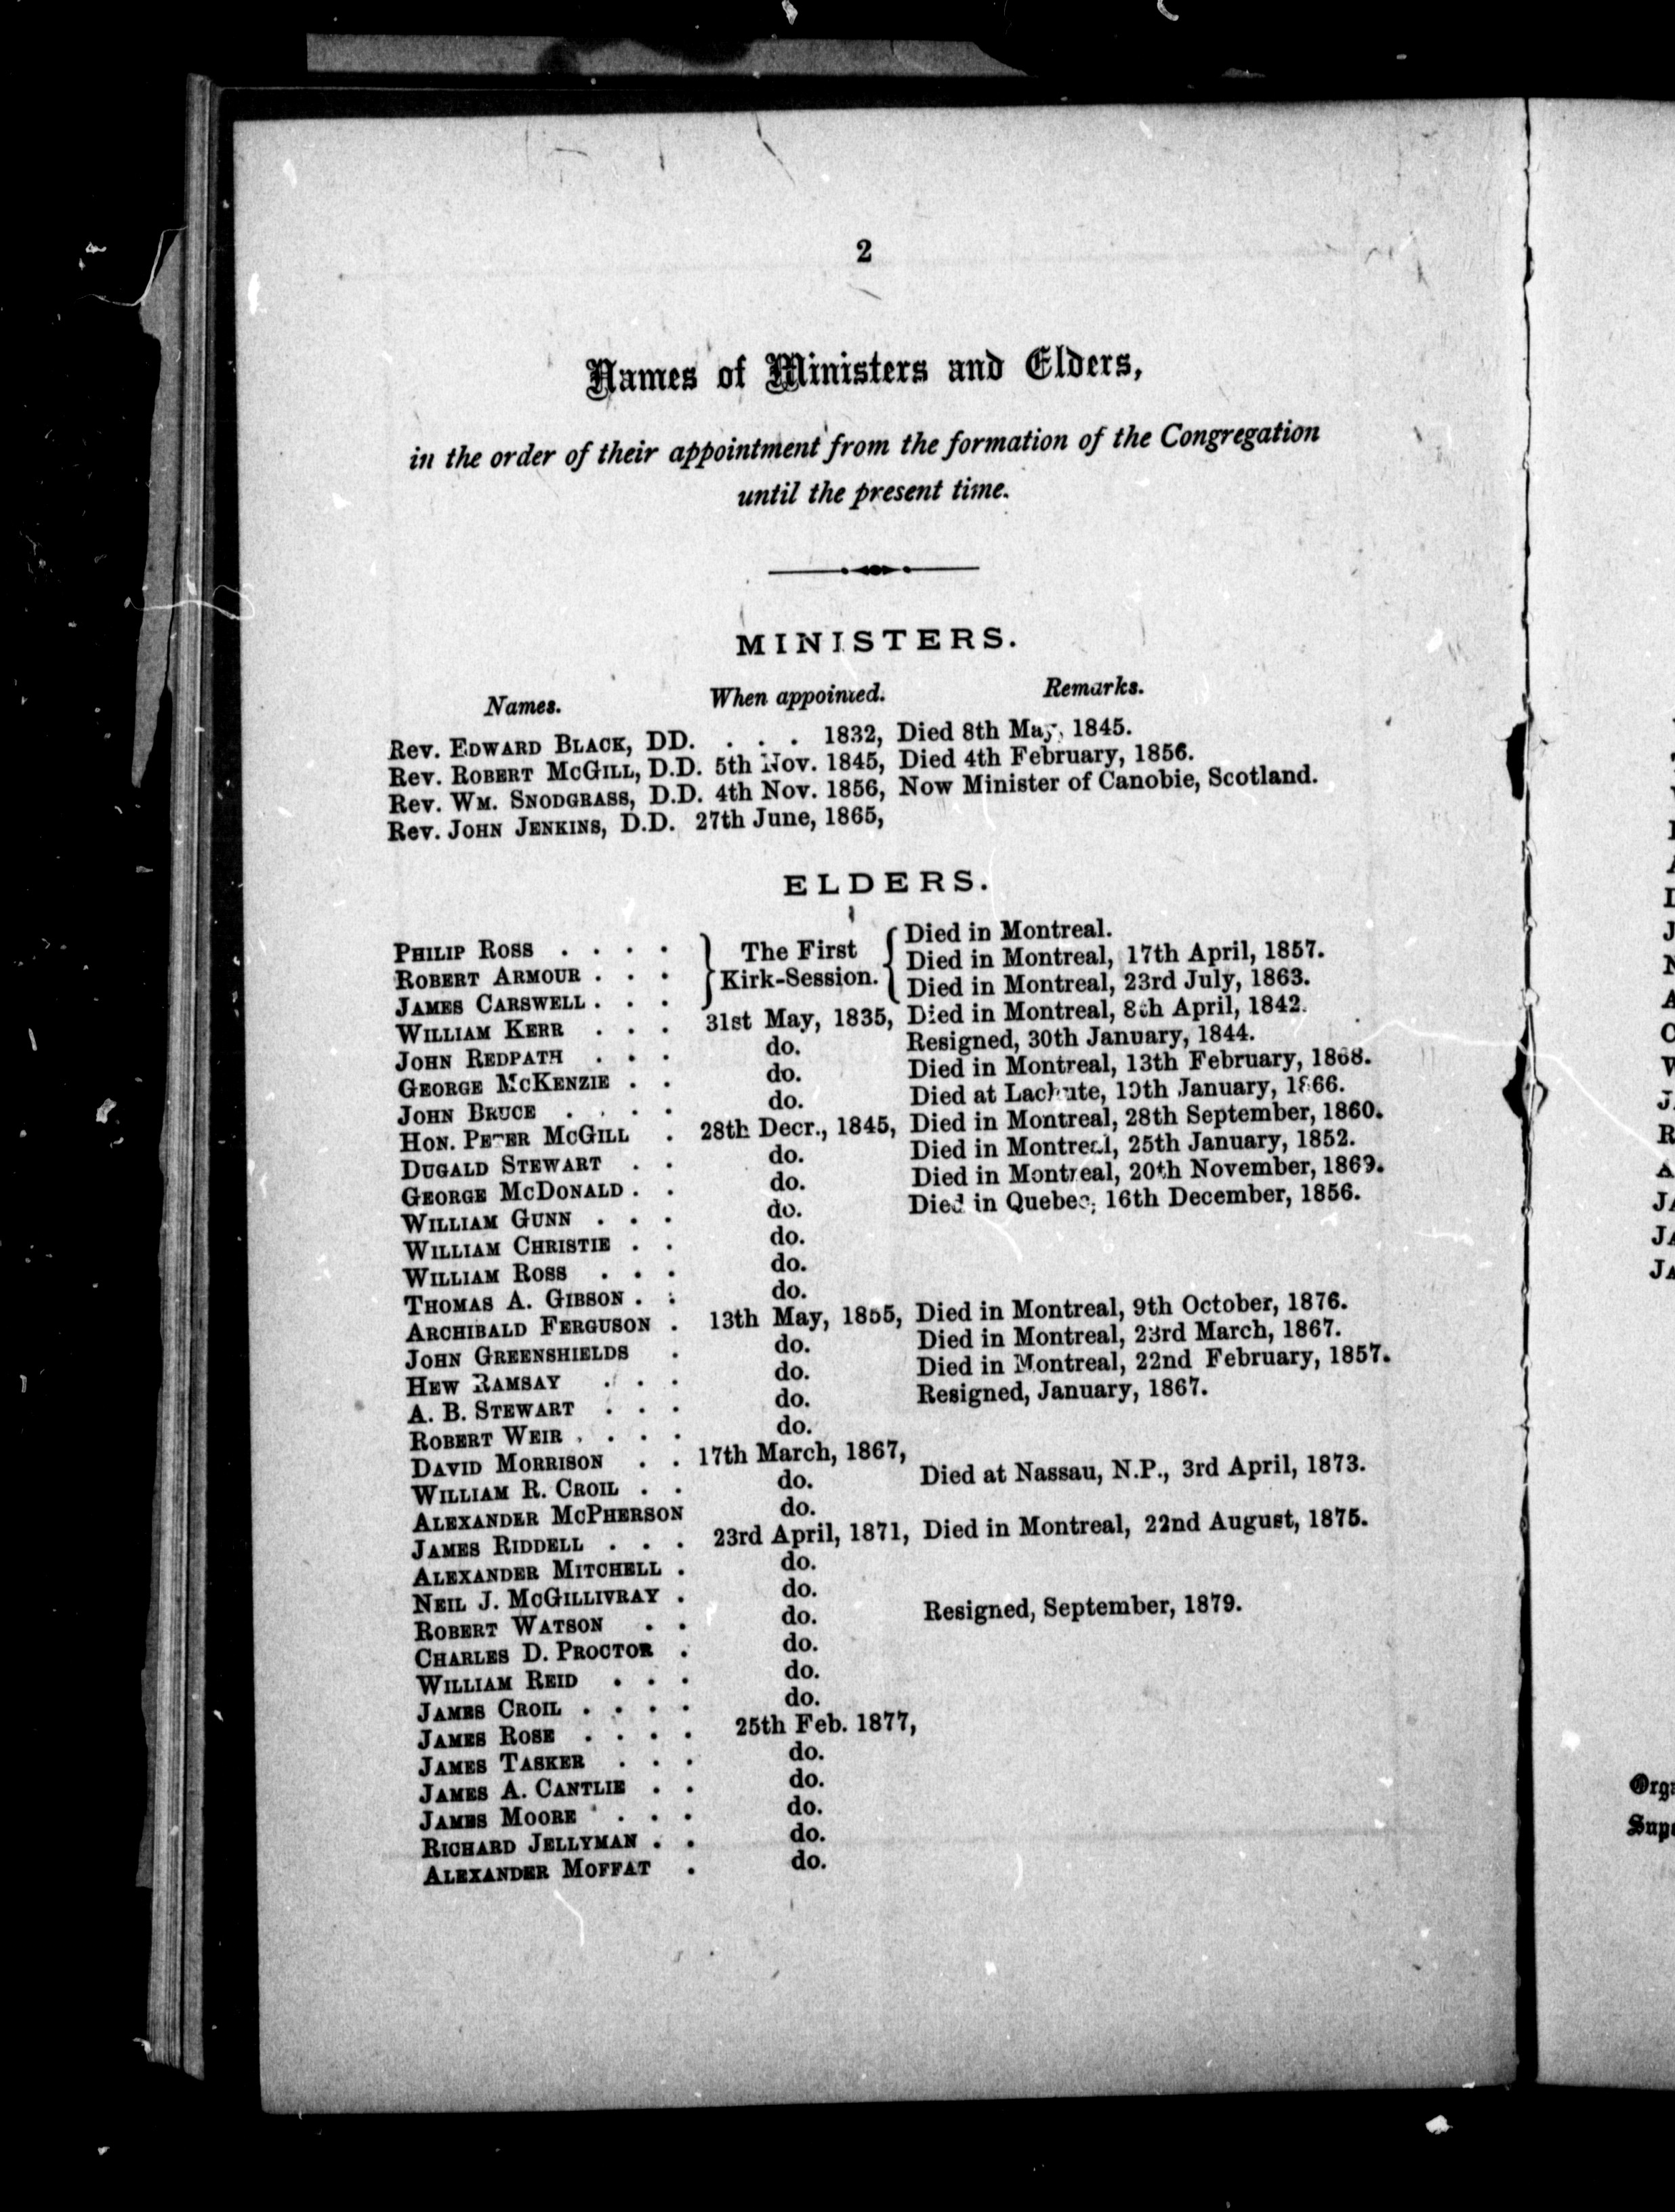 2
Names of Ministers and Elders,
in the order of their appointment from the formation of the Congregation
until the present time.
MINISTERS.
Names. When appointed. Remarks.
Rev. EDWARD BLACK, DD. . . . 1832, Died 8th May, 1845.
Rev. ROBERT MCGILL, D.D. 5th Nov. 1845, Died 4th February, 1856.
Rev. WM. SNODGRASS, D.D. 4th Nov. 1856, Now Minister of Canobie, Scotland.
Rev. JOHN JENKINS, D.D. 27th June, 1865,
ELDERS.
PHILIP ROSS . . . . } The First { Died in Montreal.
ROBERT ARMOUR . . . Kirk-Session. Died in Montreal, 17th April, 1857.
JAMES CARSWELL . . . Died in Montreal, 23rd July, 1863.
WILLIAM KERR . . . 31st May, 1835, Died in Montreal, 8th April, 1842.
JOHN REDPATH . . . do. Resigned, 30th January, 1844.
GEORGE MCKENZIE . . do. Died in Montreal, 13th February, 1868.
JOHN BRUCE . . . . do. Died at Lachute, 19th January, 1866.
HON. PETER MCGILL . 28th Decr., 1845, Died in Montreal, 28th September, 1860.
DUGALD STEWART . . do. Died in Montreal, 25th January, 1852.
GEORGE MCDONALD . . do. Died in Montreal, 20th November, 1869.
WILLIAM GUNN . . . do. Died in Quebec, 16th December, 1856.
WILLIAM CHRISTIE . . do.
WILLIAM ROSS . . . do.
THOMAS A. GIBSON . . do.
ARCHIBALD FERGUSON . 13th May, 1855, Died in Montreal, 9th October, 1876.
JOHN GREENSHIELDS . do. Died in Montreal, 23rd March, 1867.
HEW RAMSAY . . . do. Died in Montreal, 22nd February, 1857.
A. B. STEWART . . . do. Resigned, January, 1867.
ROBERT WEIR . . . . do.
DAVID MORRISON . . 17th March, 1867,
WILLIAM R. CROIL . . do. Died at Nassau, N.P., 3rd April, 1873.
ALEXANDER MCPHERSON do.
JAMES RIDDELL . . . 23rd April, 1871, Died in Montreal, 22nd August, 1875.
ALEXANDER MITCHELL . do.
NEIL J. MCGILLIVRAY . do.
ROBERT WATSON . . do. Resigned, September, 1879.
CHARLES D. PROCTOR . do.
WILLIAM REID . . . do.
JAMES CROIL . . . . do.
JAMES ROSE . . . . 25th Feb. 1877,
JAMES TASKER . . . do.
JAMES A. CANTLIE . . do.
JAMES MOORE . . . do.
RICHARD JELLYMAN . . do.
ALEXANDER MOFFAT . do.